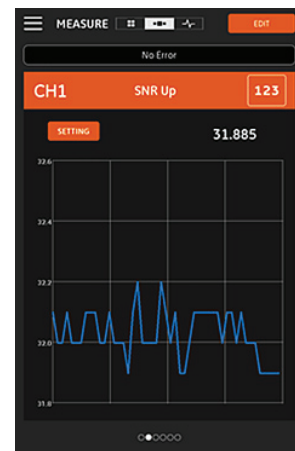 MEASURE EDIT
No Error
CH1 SNR Up 123
SETTING 31.885
32.6
32.4
32.2
32.0
31.8